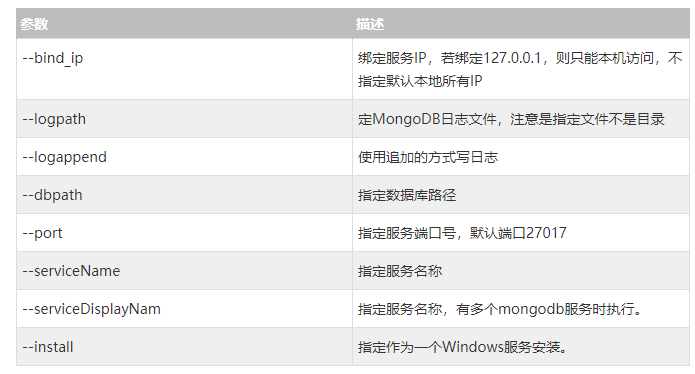 参数 描述
--bind_ip 绑定服务IP，若绑定127.0.0.1，则只能本机访问，不
指定默认本地所有IP
--logpath 定MongoDB日志文件，注意是指定文件不是目录
--logappend 使用追加的方式写日志
--dbpath 指定数据库路径
--port 指定服务端口号，默认端口27017
--serviceName 指定服务名称
--serviceDisplayNam 指定服务名称，有多个mongodb服务时执行。
--install 指定作为一个Windows服务安装。